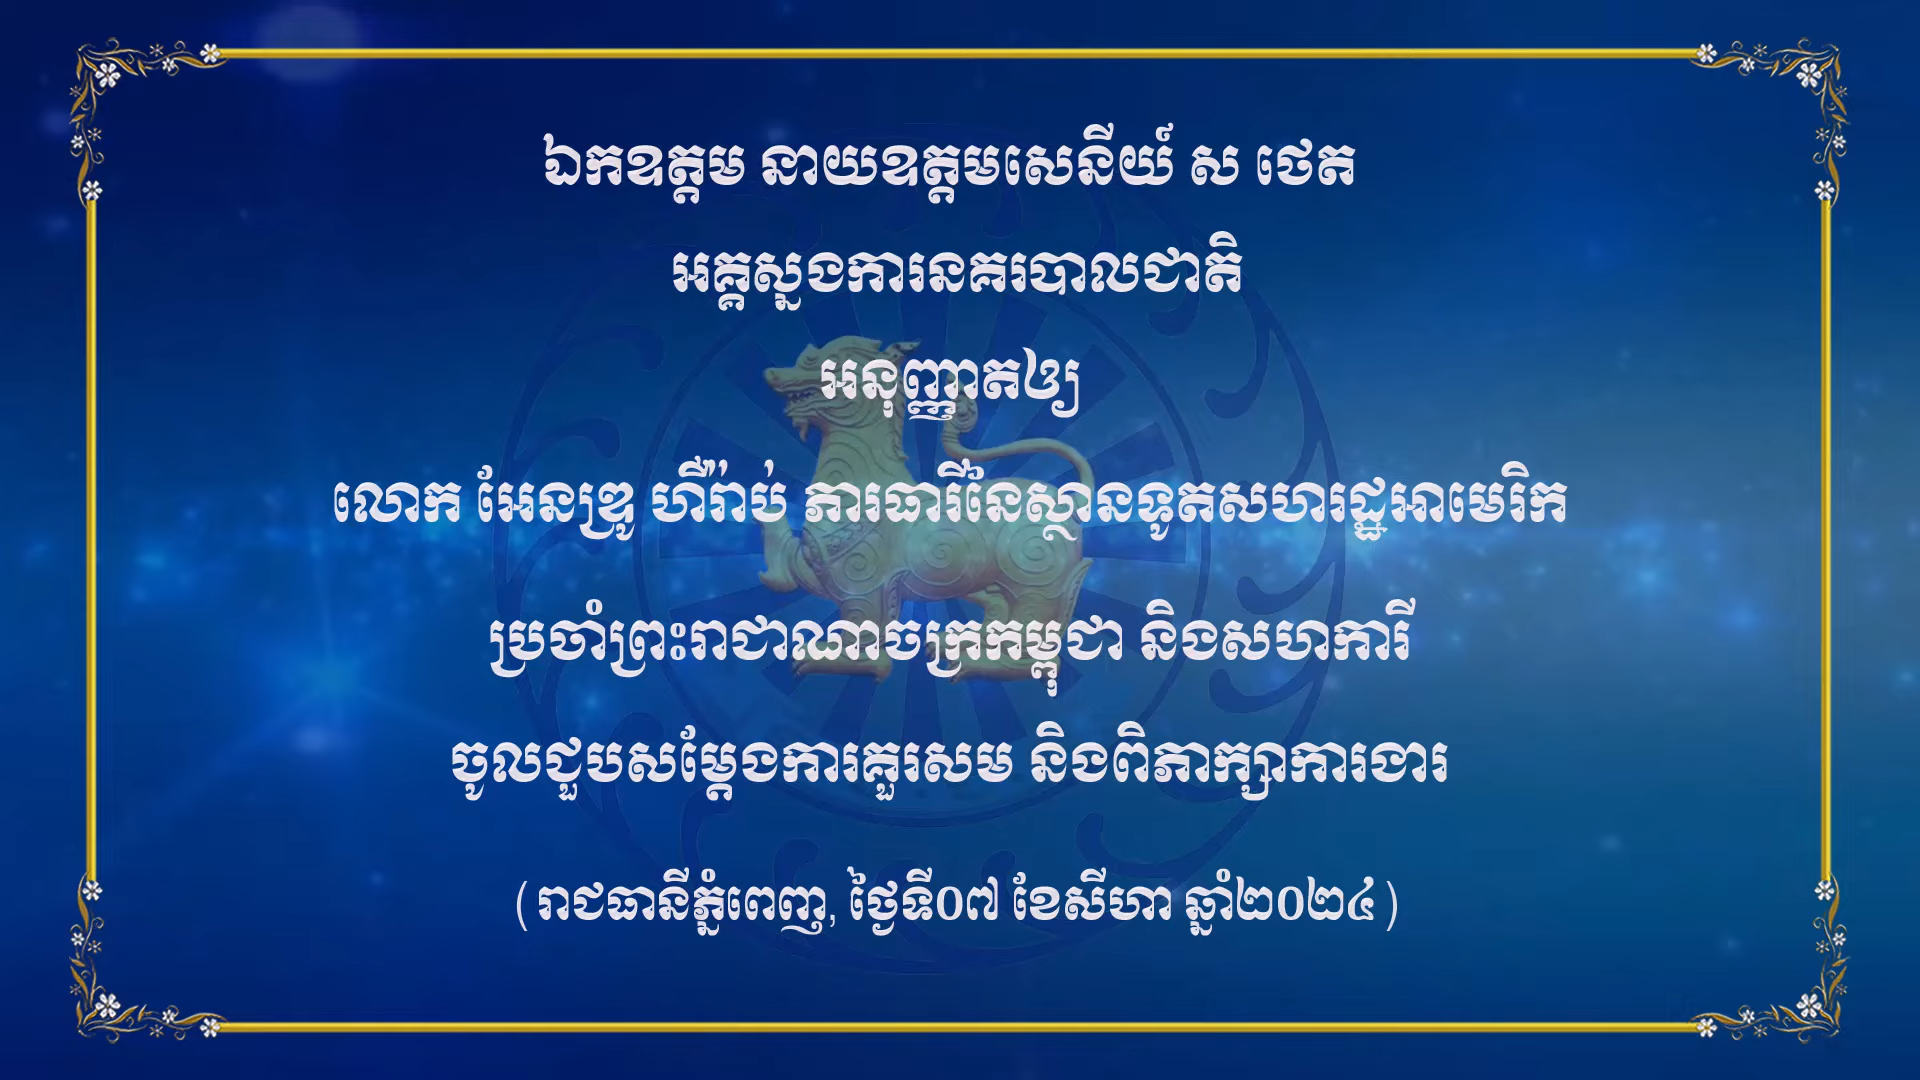 ឯកឧត្តម នាយឧត្តមសេនីយ៍ ស ថេត
អគ្គស្នងការនគរបាលជាតិ
អនុញ្ញាតឲ្យ
លោក អែនឌ្រូ ហឺរ៉ាប់ ភារធារីនៃស្ថានទូតសហរដ្ឋអាមេរិក
ប្រចាំព្រះរាជាណាចក្រកម្ពុជា និងសហការី
ចូលជួបសម្តែងការគួរសម និងពិភាក្សាការងារ
( រាជធានីភ្នំពេញ, ថ្ងៃទី០៧ ខែសីហា ឆ្នាំ២០២៤ )